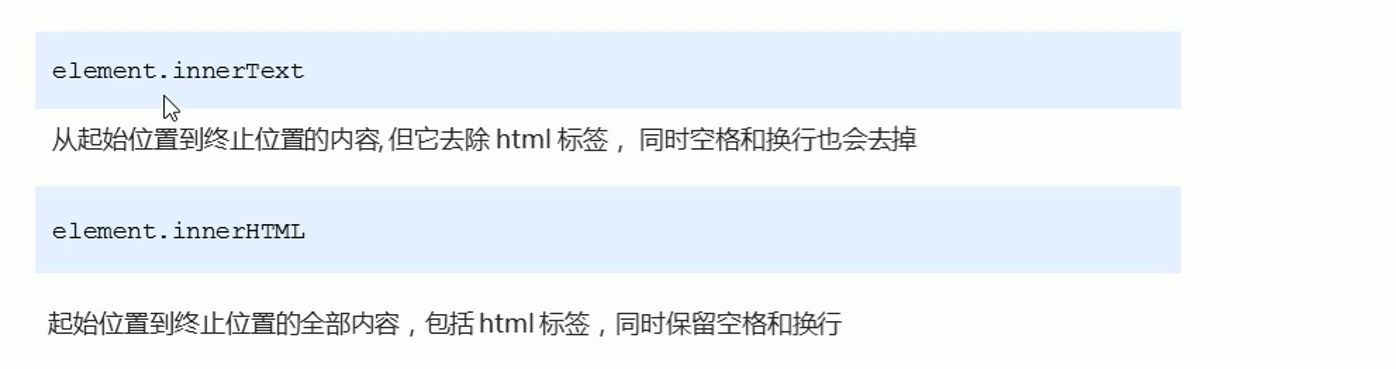 element.innerText
从起始位置到终止位置的内容, 但它去除 html 标签， 同时空格和换行也会去掉
element.innerHTML
起始位置到终止位置的全部内容，包括 html 标签，同时保留空格和换行